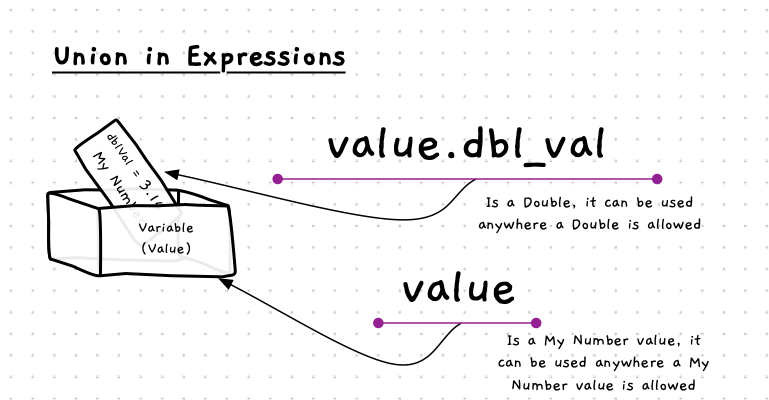 Union in Expressions
dblVal = 3.1
My Numb
Variable
(Value)
value.dbl_val
Is a Double, it can be used
anywhere a Double is allowed
value
Is a My Number value, it
can be used anywhere a My
Number value is allowed